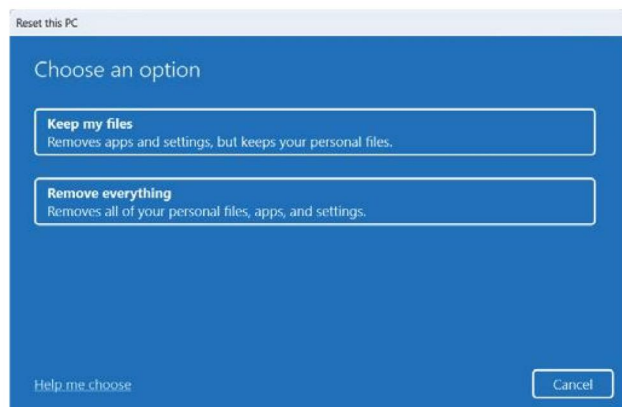 Reset this PC
Choose an option
Keep my files
Removes apps and settings, but keeps your personal files.
Remove everything
Removes all of your personal files, apps, and settings.
Help me choose
Cancel